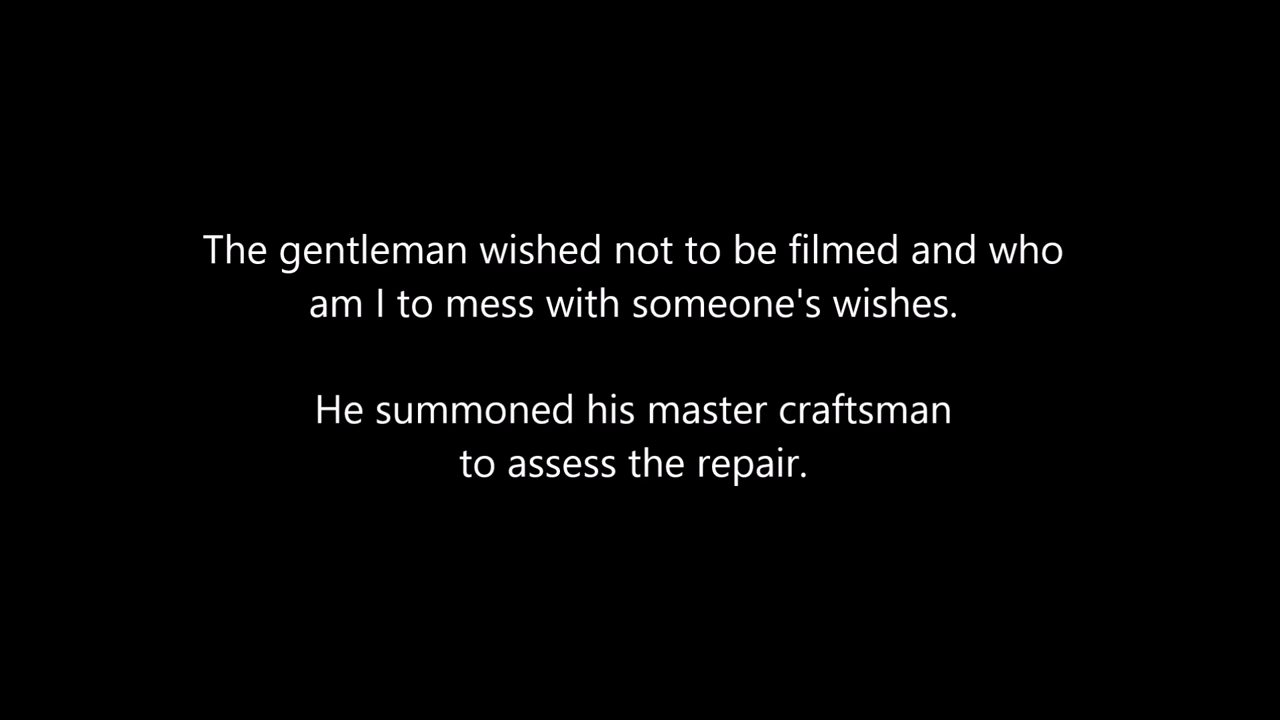 The gentleman wished not to be filmed and who
am I to mess with someone's wishes.
He summoned his master craftsman
to assess the repair.